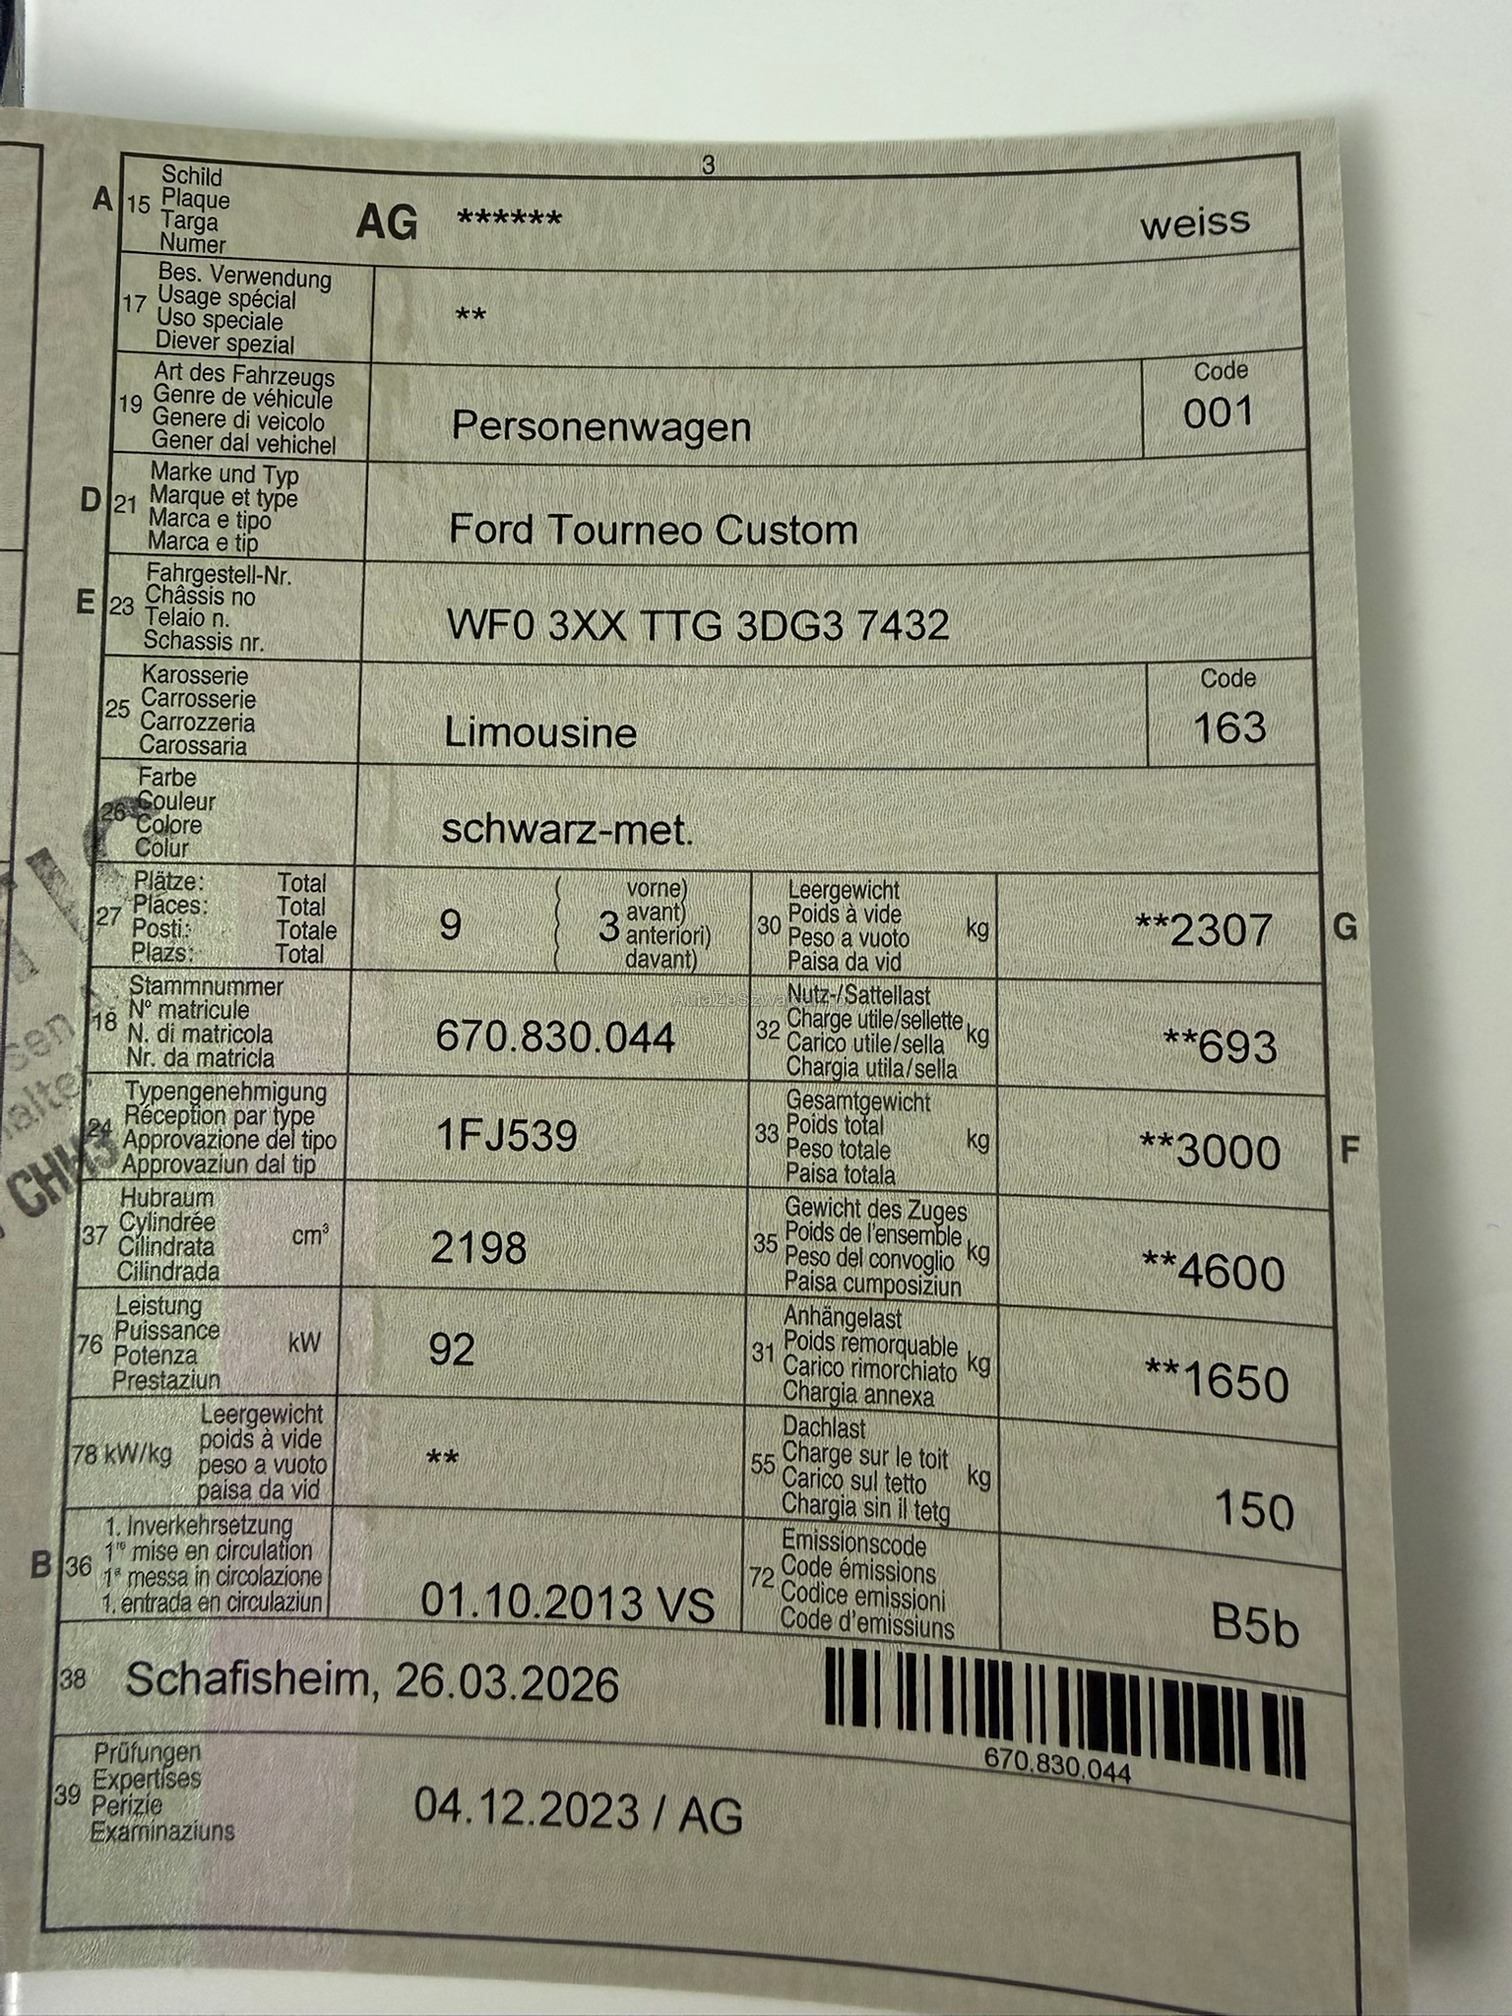 3
A 15 Schild
Plaque
Targa
Numer
AG ****** weiss
17 Bes. Verwendung
Usage spécial
Uso speciale
Diever spezial
**
19 Art des Fahrzeugs
Genre de véhicule
Genere di veicolo
Gener dal vehichel
Personenwagen
Code
001
D 21 Marke und Typ
Marque et type
Marca e tipo
Marca e tip
Ford Tourneo Custom
E 23 Fahrgestell-Nr.
Châssis no
Telaio n.
Schassis nr.
WF0 3XX TTG 3DG3 7432
25 Karosserie
Carrosserie
Carrozzeria
Carossaria
Limousine
Code
163
26 Farbe
Couleur
Colore
Colur
schwarz-met.
27 Plätze: Total
Places: Total
Posti: Totale
Plazs: Total
9 ( 3 vorne)
( avant)
( anteriori)
( davant)
30 Leergewicht
Poids à vide
Peso a vuoto
Paisa da vid
kg
**2307 G
18 Stammnummer
N° matricule
N. di matricola
Nr. da matricla
670.830.044
32 Nutz-/Sattellast
Charge utile/sellette
Carico utile/sella
Chargia utila/sella
kg
**693
24 Typengenehmigung
Réception par type
Approvazione del tipo
Approvaziun dal tip
1FJ539
33 Gesamtgewicht
Poids total
Peso totale
Paisa totala
kg
**3000 F
37 Hubraum
Cylindrée
Cilindrata
Cilindrada
cm³
2198
35 Gewicht des Zuges
Poids de l'ensemble
Peso del convoglio
Paisa cumposiziun
kg
**4600
76 Leistung
Puissance
Potenza
Prestaziun
kW
92
31 Anhängelast
Poids remorquable
Carico rimorchiato
Chargia annexa
kg
**1650
78 kW/kg Leergewicht
poids à vide
peso a vuoto
paisa da vid
**
55 Dachlast
Charge sur le toit
Carico sul tetto
Chargia sin il tetg
kg
150
B 36 1. Inverkehrsetzung
1re mise en circulation
1a messa in circolazione
1. entrada en circulaziun
01.10.2013 VS
72 Emissionscode
Code émissions
Codice emissioni
Code d'emissiuns
B5b
38 Schafisheim, 26.03.2026
670.830.044
39 Prüfungen
Expertises
Perizie
Examinaziuns
04.12.2023 / AG